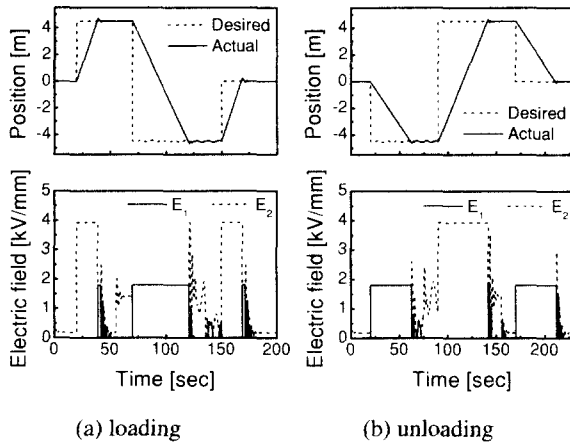 Position [m]
4
2
0
-2
-4
Desired
Actual
Position [m]
4
2
0
-2
-4
Desired
Actual
Electric field [kV/mm]
5
4
3
2
1
0
E1 E2
0 50 100 150 200
Time [sec]
Electric field [kV/mm]
5
4
3
2
1
0
E1 E2
0 50 100 150 200
Time [sec]
(a) loading
(b) unloading